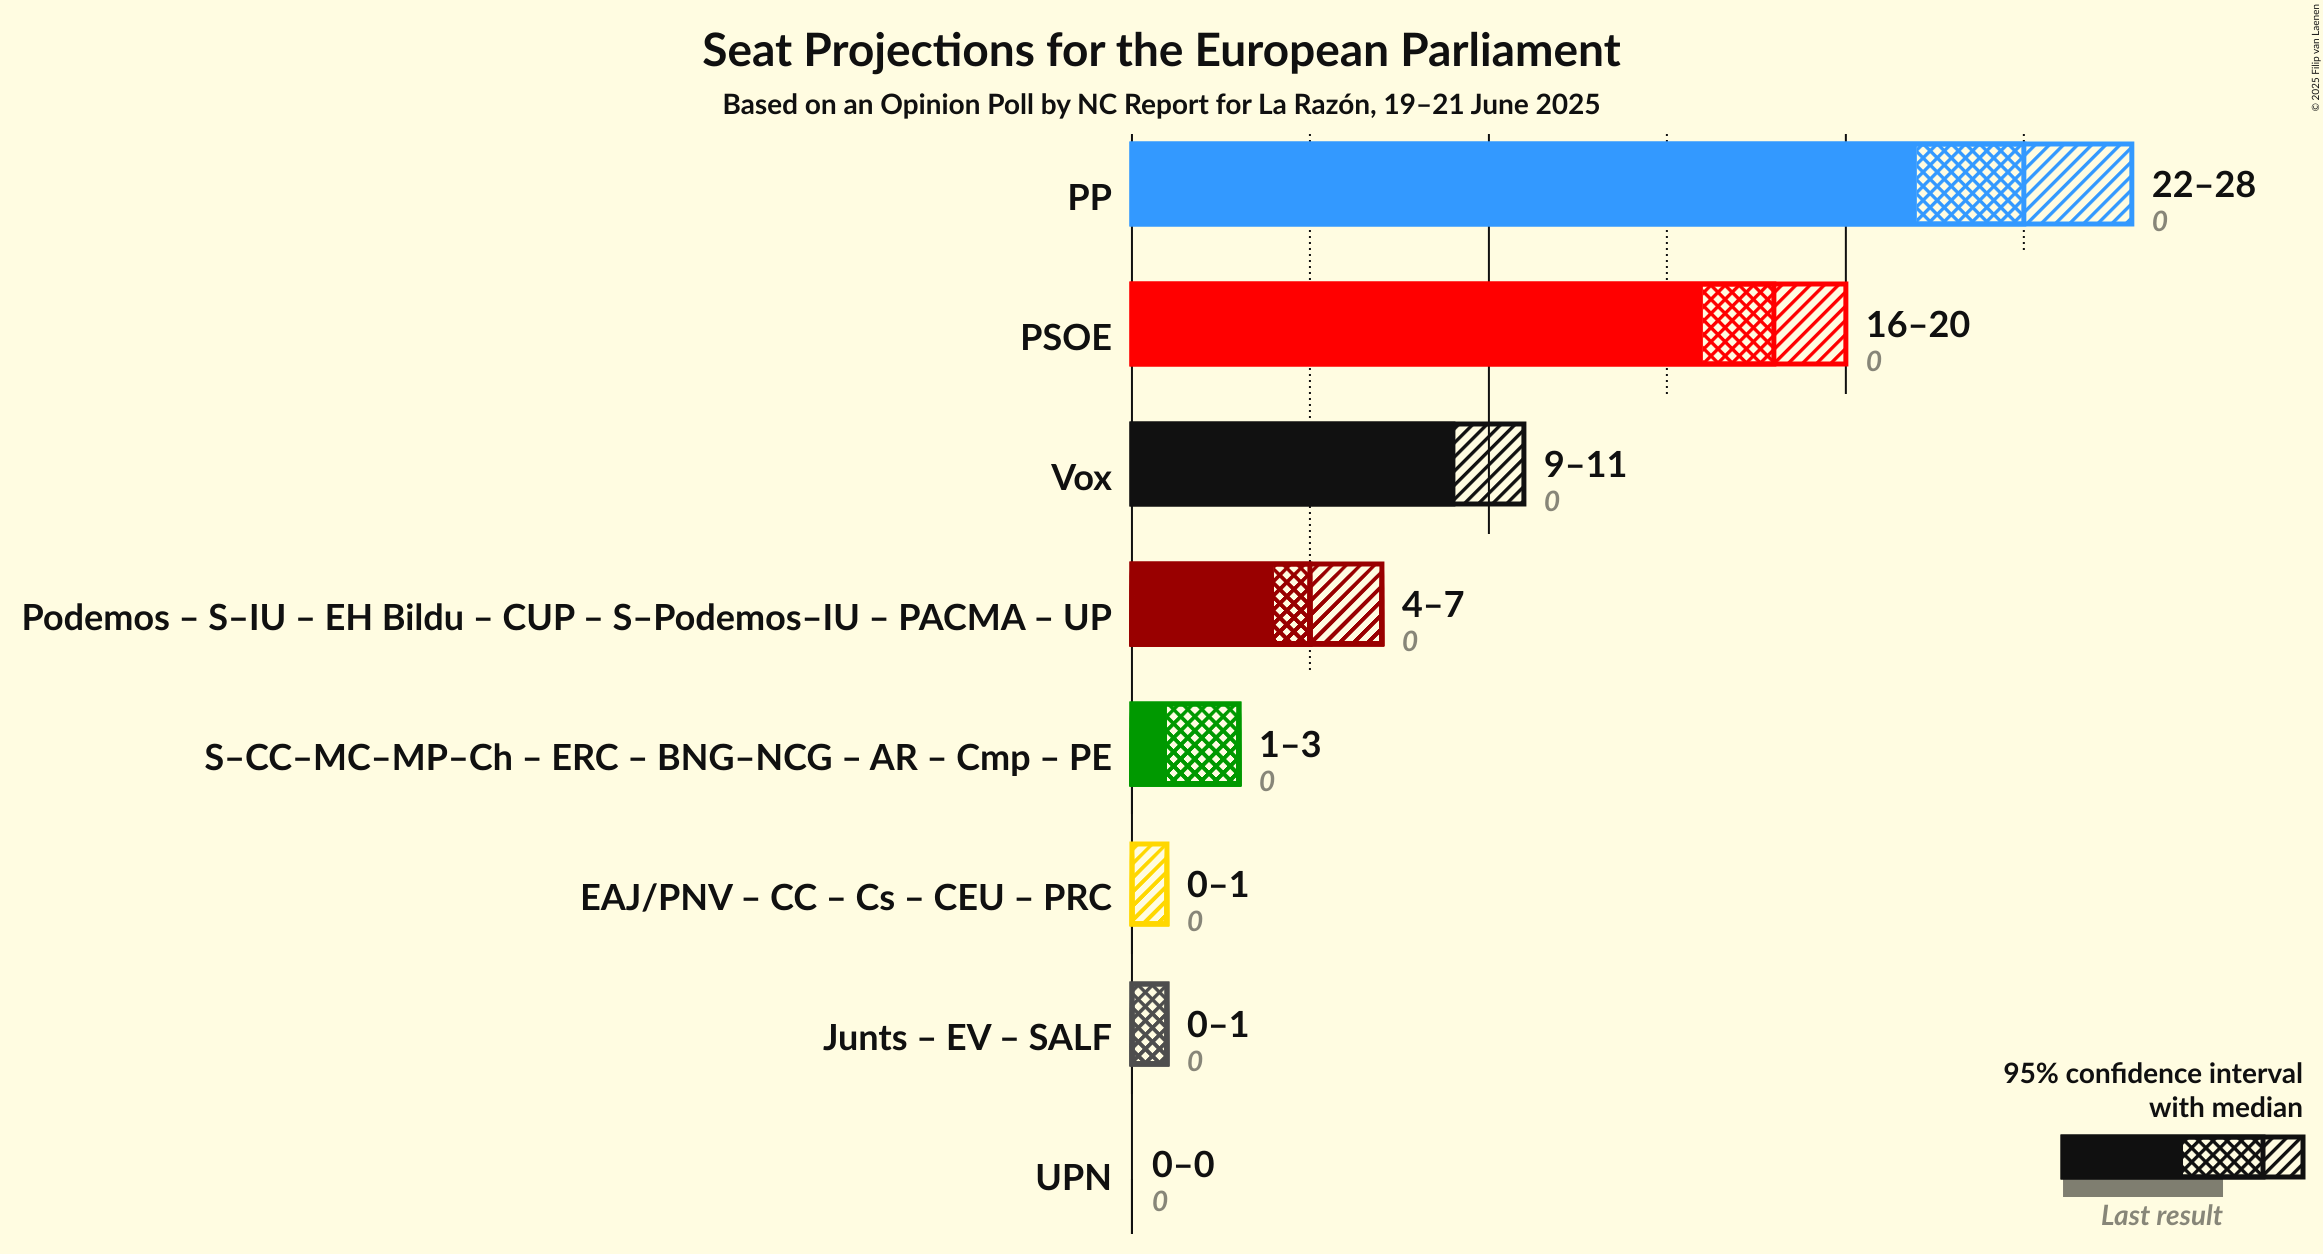 Seat Projections for the European Parliament
Based on an Opinion Poll by NC Report for La Razón, 19–21 June 2025
© 2025 Filip van Laenen
PP
22–28
0
PSOE
16–20
0
Vox
9–11
0
Podemos – S–IU – EH Bildu – CUP – S–Podemos–IU – PACMA – UP
4–7
0
S–CC–MC–MP–Ch – ERC – BNG–NCG – AR – Cmp – PE
1–3
0
EAJ/PNV – CC – Cs – CEU – PRC
0–1
0
Junts – EV – SALF
0–1
0
UPN
0–0
0
95% confidence interval
with median
Last result